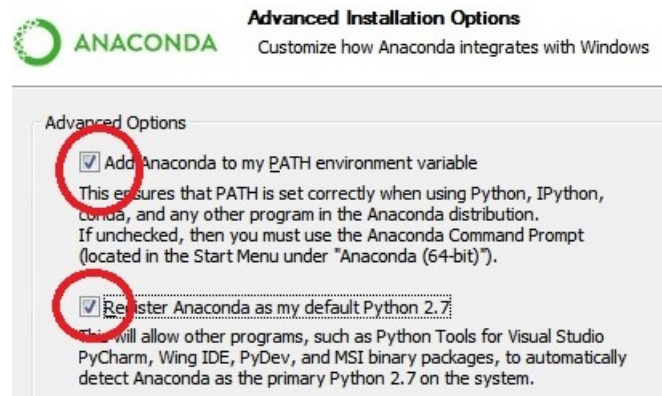 ANACONDA
Advanced Installation Options
Customize how Anaconda integrates with Windows
Advanced Options
Add Anaconda to my PATH environment variable
This ensures that PATH is set correctly when using Python, IPython,
conda, and any other program in the Anaconda distribution.
If unchecked, then you must use the Anaconda Command Prompt
(located in the Start Menu under "Anaconda (64-bit)").
Register Anaconda as my default Python 2.7
This will allow other programs, such as Python Tools for Visual Studio
PyCharm, Wing IDE, PyDev, and MSI binary packages, to automatically
detect Anaconda as the primary Python 2.7 on the system.